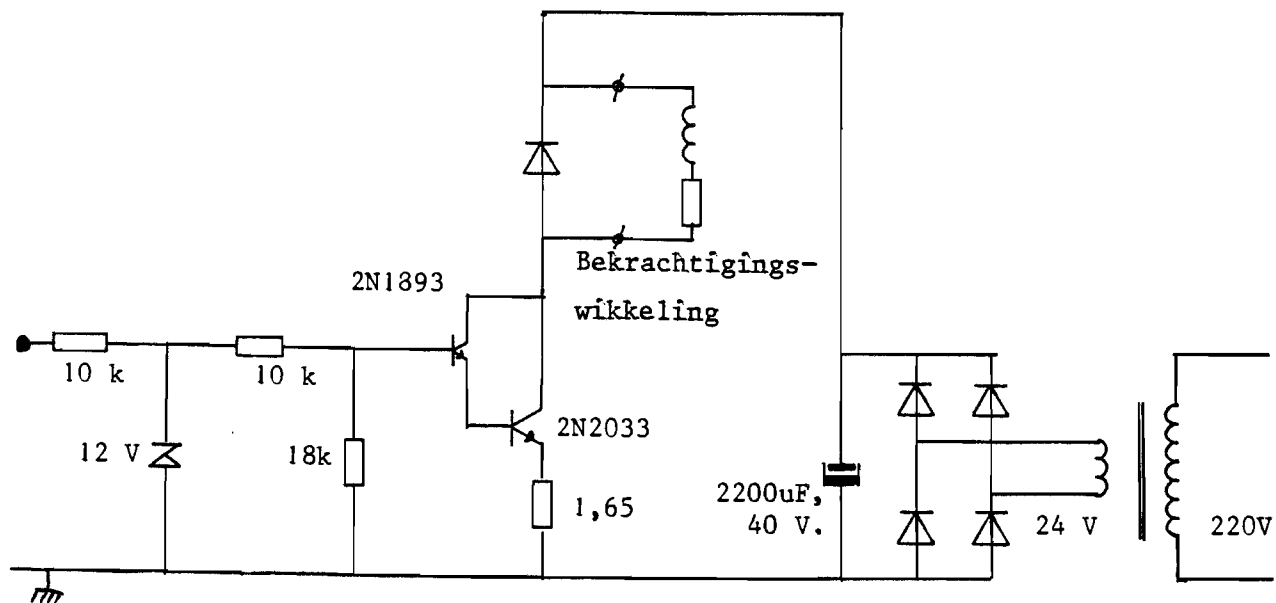 Bekrachtigings-
wikkeling
2N1893
10 k
10 k
2N2033
12 V
18k
1,65
2200uF,
40 V.
24 V
220V